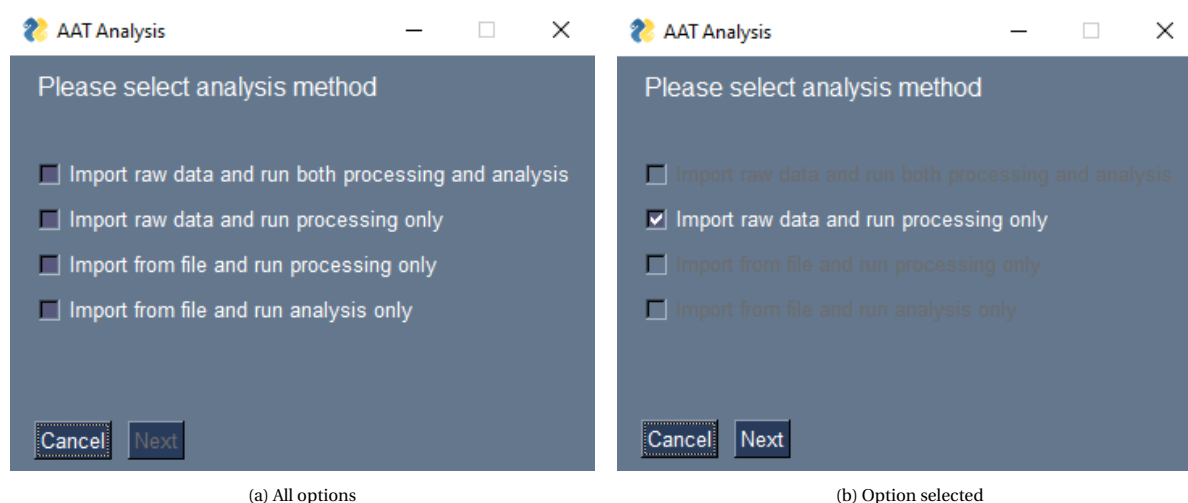 AAT Analysis
Please select analysis method
Import raw data and run both processing and analysis
Import raw data and run processing only
Import from file and run processing only
Import from file and run analysis only
Cancel
Next
(a) All options
AAT Analysis
Please select analysis method
Import raw data and run both processing and analysis
Import raw data and run processing only
Import from file and run processing only
Import from file and run analysis only
Cancel
Next
(b) Option selected